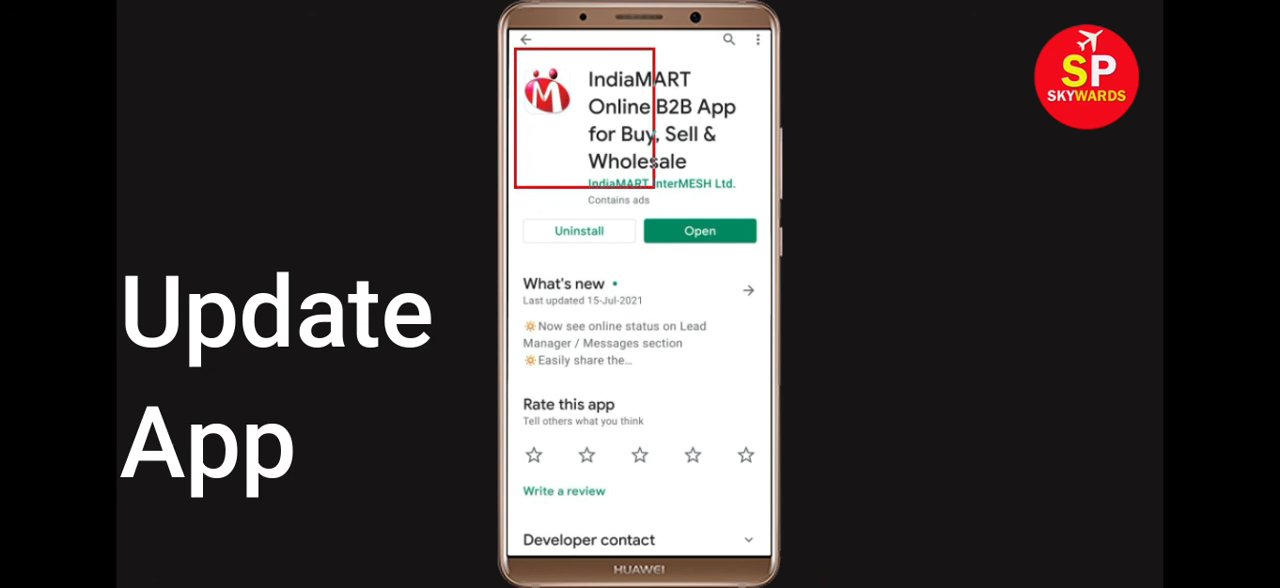 SP
SKYWARDS
IndiaMART
Online B2B App
for Buy, Sell &
Wholesale
IndiaMART InterMESH Ltd.
Contains ads
Uninstall
Open
What's new
Last updated 15-Jul-2021
Now see online status on Lead
Manager / Messages section
Easily share the...
Rate this app
Tell others what you think
Write a review
Developer contact
HUAWEI
Update
App